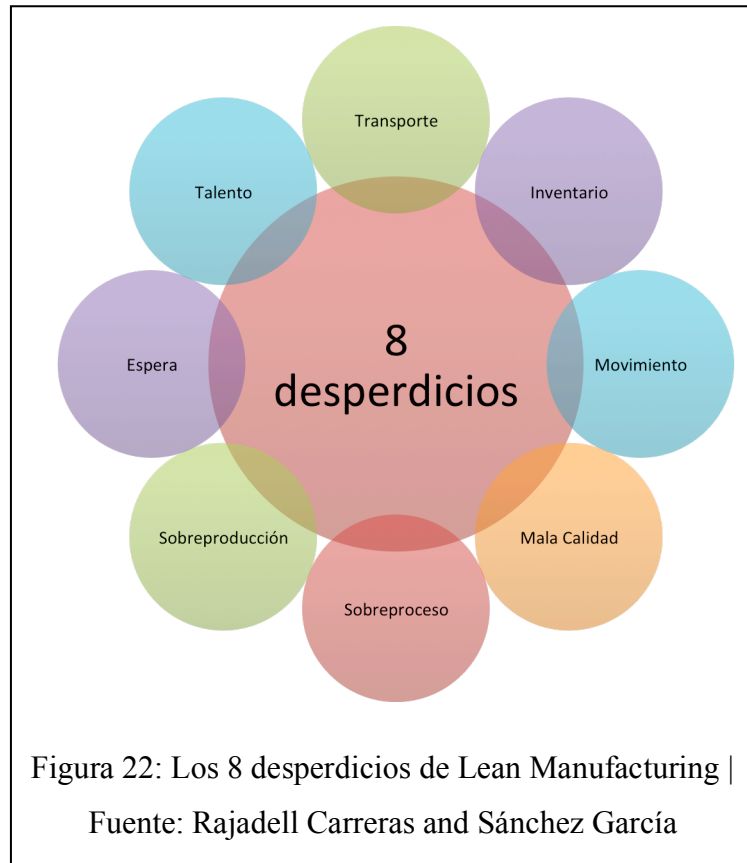 Transporte
Inventario
Movimiento
Mala Calidad
Sobreproceso
Sobreproducción
Espera
Talento
8
desperdicios
Figura 22: Los 8 desperdicios de Lean Manufacturing |
Fuente: Rajadell Carreras and Sánchez García